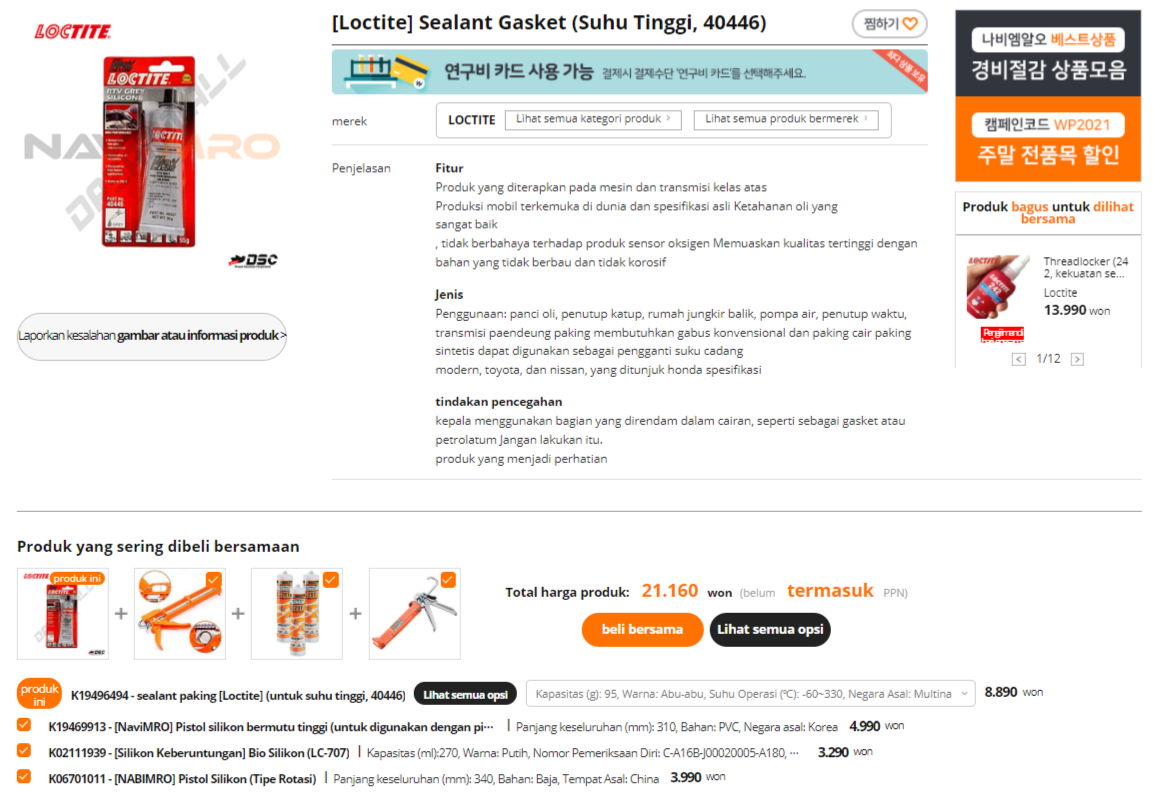 LOCTITE.
LOCTITE.
RTV GREY
SILICONE
LOCTITE
40446
DSC
Laporkan kesalahan gambar atau informasi produk >
[Loctite] Sealant Gasket (Suhu Tinggi, 40446)
찜하기
연구비 카드 사용 가능 결제시 결제수단 '연구비 카드'를 선택해주세요.
최다 상품 보유
merek
LOCTITE
Lihat semua kategori produk >
Lihat semua produk bermerek >
Penjelasan
Fitur
Produk yang diterapkan pada mesin dan transmisi kelas atas
Produksi mobil terkemuka di dunia dan spesifikasi asli Ketahanan oli yang
sangat baik
, tidak berbahaya terhadap produk sensor oksigen Memuaskan kualitas tertinggi dengan
bahan yang tidak berbau dan tidak korosif
Jenis
Penggunaan: panci oli, penutup katup, rumah jungkir balik, pompa air, penutup waktu,
transmisi paendeung paking membutuhkan gabus konvensional dan paking cair paking
sintetis dapat digunakan sebagai pengganti suku cadang
modern, toyota, dan nissan, yang ditunjuk honda spesifikasi
tindakan pencegahan
kepala menggunakan bagian yang direndam dalam cairan, seperti sebagai gasket atau
petrolatum Jangan lakukan itu.
produk yang menjadi perhatian
나비엠알오 베스트상품
경비절감 상품모음
캠페인코드 WP2021
주말 전품목 할인
Produk bagus untuk dilihat
bersama
LOCTITE
242
Threadlocker (24
2, kekuatan se...
Loctite
13.990 won
< 1/12 >
Produk yang sering dibeli bersamaan
produk ini
+
+
+
Total harga produk: 21.160 won (belum termasuk PPN)
beli bersama
Lihat semua opsi
produk
ini
K19496494 - sealant paking [Loctite] (untuk suhu tinggi, 40446)
Lihat semua opsi
Kapasitas (g): 95, Warna: Abu-abu, Suhu Operasi (℃): -60~330, Negara Asal: Multina
8.890 won
K19469913 - [NaviMRO] Pistol silikon bermutu tinggi (untuk digunakan dengan pi··· | Panjang keseluruhan (mm): 310, Bahan: PVC, Negara asal: Korea 4.990 won
K02111939 - [Silikon Keberuntungan] Bio Silikon (LC-707) | Kapasitas (ml):270, Warna: Putih, Nomor Pemeriksaan Diri: C-A16B-J00020005-A180, ··· 3.290 won
K06701011 - [NABIMRO] Pistol Silikon (Tipe Rotasi) | Panjang keseluruhan (mm): 340, Bahan: Baja, Tempat Asal: China 3.990 won